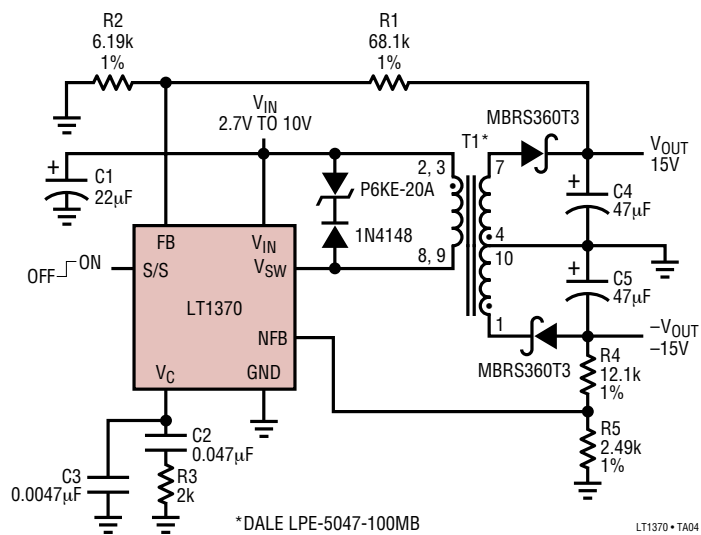 R2
6.19k
1%
R1
68.1k
1%
VIN
2.7V TO 10V
MBRS360T3
T1*
VOUT
15V
2, 3
7
+
C1
22µF
P6KE-20A
+
C4
47µF
1N4148
FB
VIN
4
10
OFF
ON
S/S
VSW
8, 9
+
C5
47µF
LT1370
NFB
1
–VOUT
–15V
VC
GND
MBRS360T3
R4
12.1k
1%
C2
0.047µF
R5
2.49k
1%
C3
0.0047µF
R3
2k
*DALE LPE-5047-100MB
LT1370 • TA04